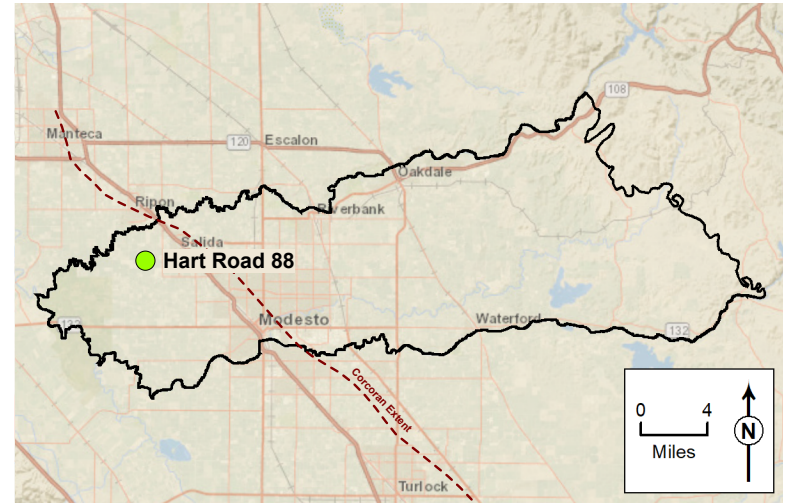 108
Manteca
120 Escalon
Oakdale
Ripon
Riverbank
Salida
Hart Road 88
132
Modesto
Waterford
132
Corcoran Extent
0 4
Miles
N
Turlock